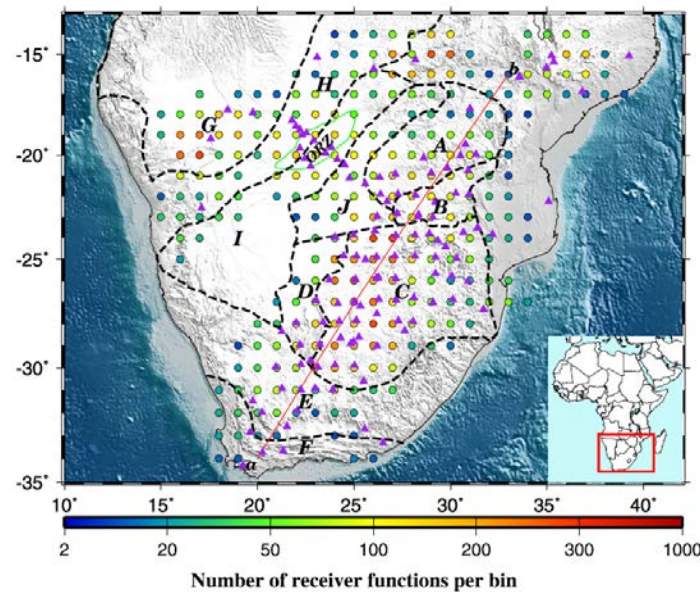 -15°
-20°
-25°
-30°
-35°
b
H
G
ORZ
A
B
J
I
D
C
E
F
a
10° 15° 20° 25° 30° 35° 40°
2 20 50 100 200 300 1000
Number of receiver functions per bin